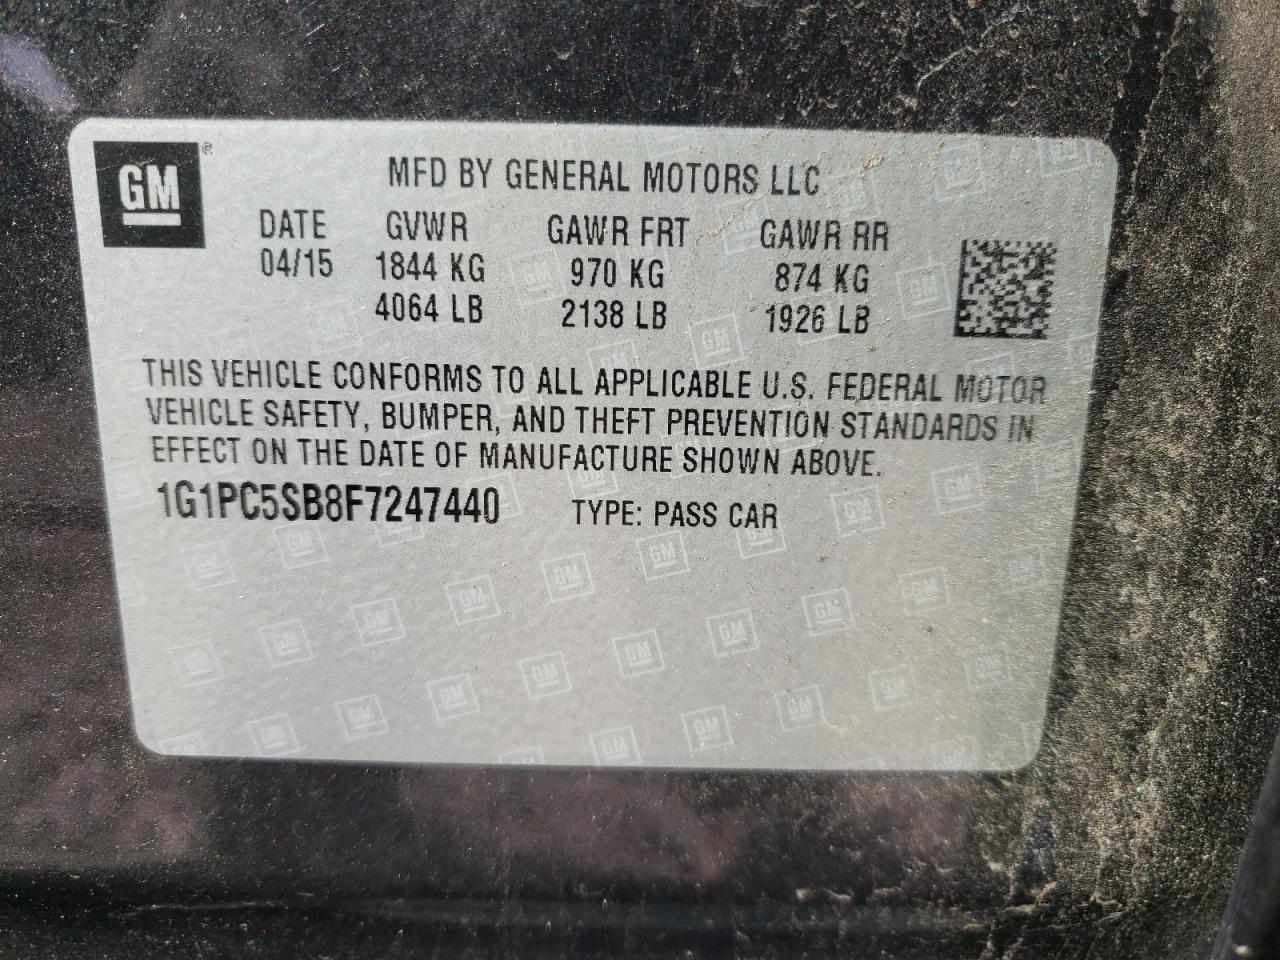 GM ®
MFD BY GENERAL MOTORS LLC
DATE GVWR GAWR FRT GAWR RR
04/15 1844 KG 970 KG 874 KG
4064 LB 2138 LB 1926 LB
THIS VEHICLE CONFORMS TO ALL APPLICABLE U.S. FEDERAL MOTOR
VEHICLE SAFETY, BUMPER, AND THEFT PREVENTION STANDARDS IN
EFFECT ON THE DATE OF MANUFACTURE SHOWN ABOVE.
1G1PC5SB8F7247440 TYPE: PASS CAR